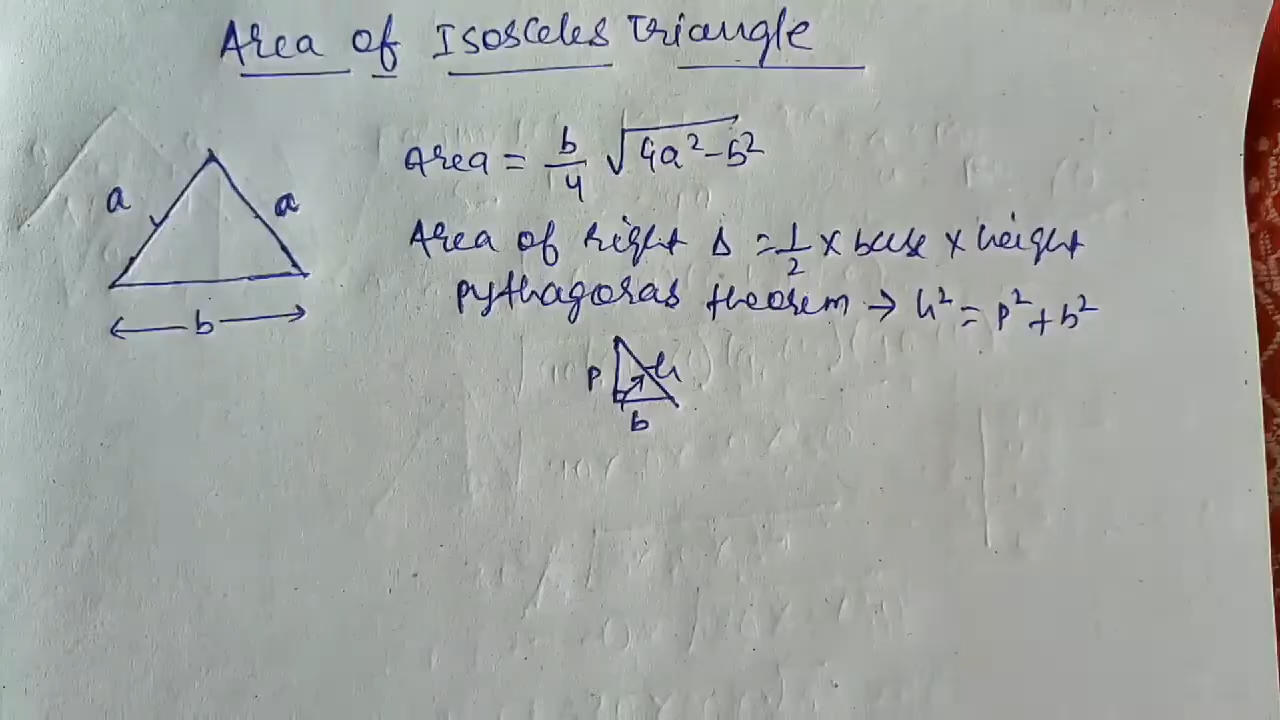 Area of Isosceles Triangle
Area = b/4 √4a²-b²
a a
b
Area of right Δ = 1/2 × base × height
pythagoras theorem → h² = p² + b²
p h
b